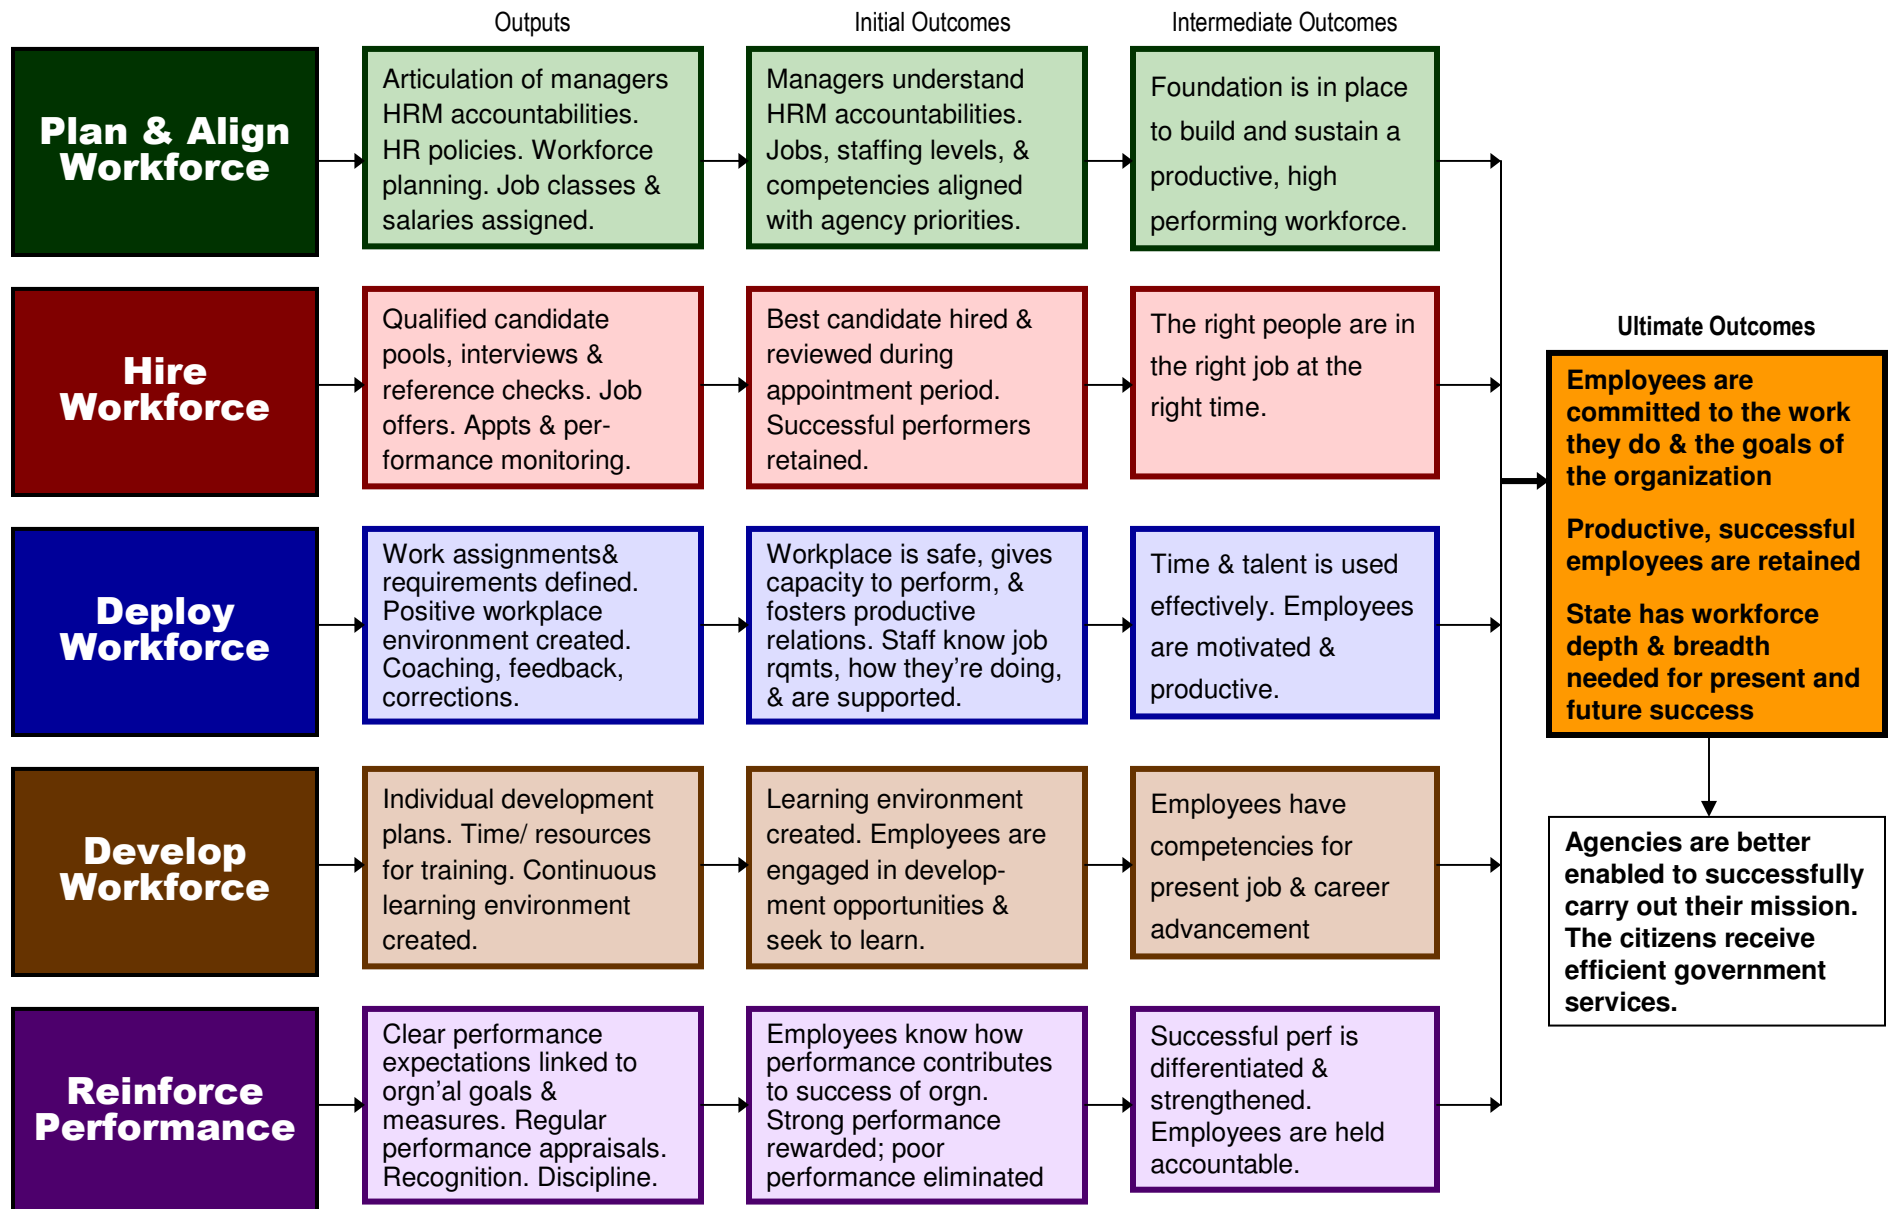 Outputs
Initial Outcomes
Intermediate Outcomes
Plan & Align
Workforce
Articulation of managers
HRM accountabilities.
HR policies. Workforce
planning. Job classes &
salaries assigned.
Managers understand
HRM accountabilities.
Jobs, staffing levels, &
competencies aligned
with agency priorities.
Foundation is in place
to build and sustain a
productive, high
performing workforce.
Hire
Workforce
Qualified candidate
pools, interviews &
reference checks. Job
offers. Appts & per-
formance monitoring.
Best candidate hired &
reviewed during
appointment period.
Successful performers
retained.
The right people are in
the right job at the
right time.
Deploy
Workforce
Work assignments&
requirements defined.
Positive workplace
environment created.
Coaching, feedback,
corrections.
Workplace is safe, gives
capacity to perform, &
fosters productive
relations. Staff know job
rqmts, how they’re doing,
& are supported.
Time & talent is used
effectively. Employees
are motivated &
productive.
Develop
Workforce
Individual development
plans. Time/ resources
for training. Continuous
learning environment
created.
Learning environment
created. Employees are
engaged in develop-
ment opportunities &
seek to learn.
Employees have
competencies for
present job & career
advancement
Reinforce
Performance
Clear performance
expectations linked to
orgn’al goals &
measures. Regular
performance appraisals.
Recognition. Discipline.
Employees know how
performance contributes
to success of orgn.
Strong performance
rewarded; poor
performance eliminated
Successful perf is
differentiated &
strengthened.
Employees are held
accountable.
Ultimate Outcomes
Employees are
committed to the work
they do & the goals of
the organization
Productive, successful
employees are retained
State has workforce
depth & breadth
needed for present and
future success
Agencies are better
enabled to successfully
carry out their mission.
The citizens receive
efficient government
services.